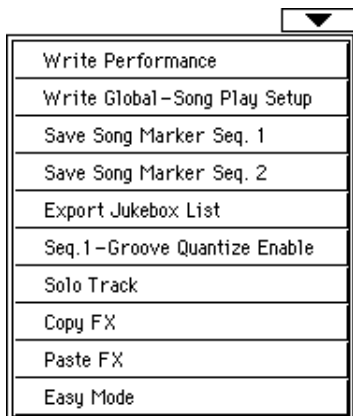 Write Performance
Write Global-Song Play Setup
Save Song Marker Seq. 1
Save Song Marker Seq. 2
Export Jukebox List
Seq.1-Groove Quantize Enable
Solo Track
Copy FX
Paste FX
Easy Mode